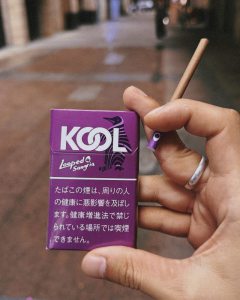 KOOL
Looped
たばこの煙は、周りの人
の健康に悪影響を及ぼし
ます。健康増進法で禁じ
られている場所では喫煙
できません。